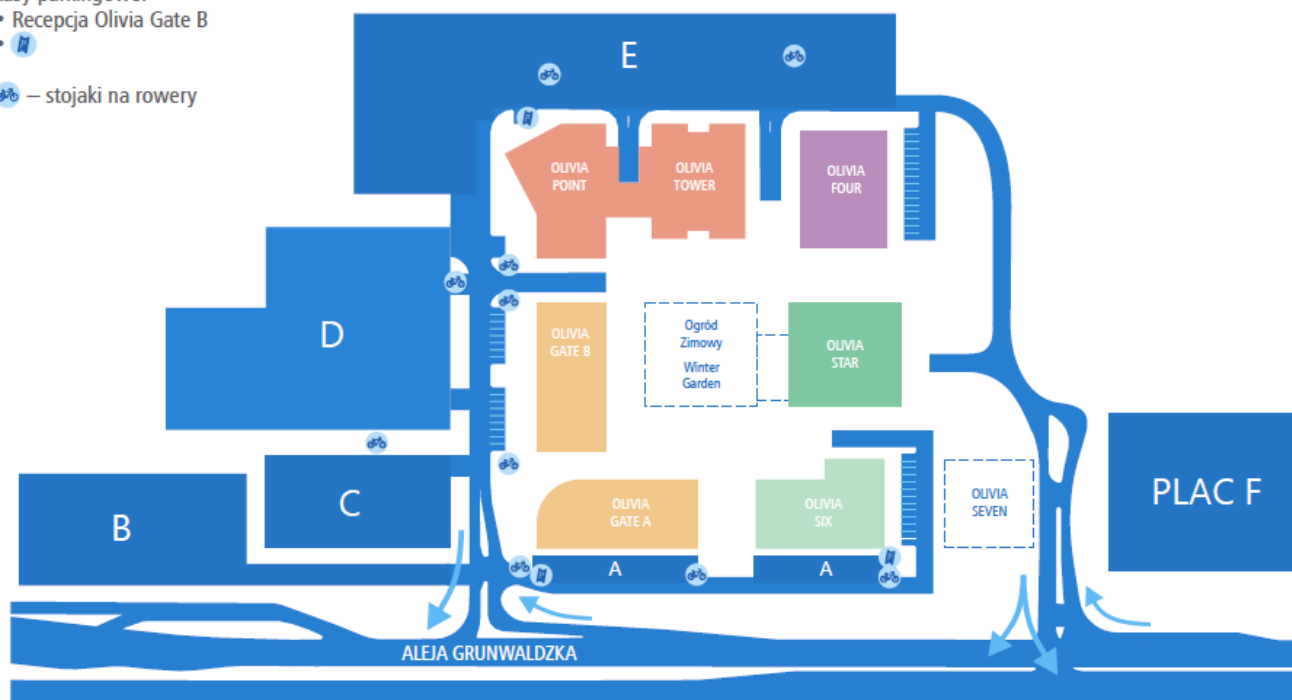 • Recepcja Olivia Gate B
– stojaki na rowery
E
OLIVIA
POINT
OLIVIA
TOWER
OLIVIA
FOUR
D
OLIVIA
GATE B
Ogród
Zimowy
Winter
Garden
OLIVIA
STAR
B
C
OLIVIA
GATE A
OLIVIA
SIX
OLIVIA
SEVEN
PLAC F
A
A
ALEJA GRUNWALDZKA